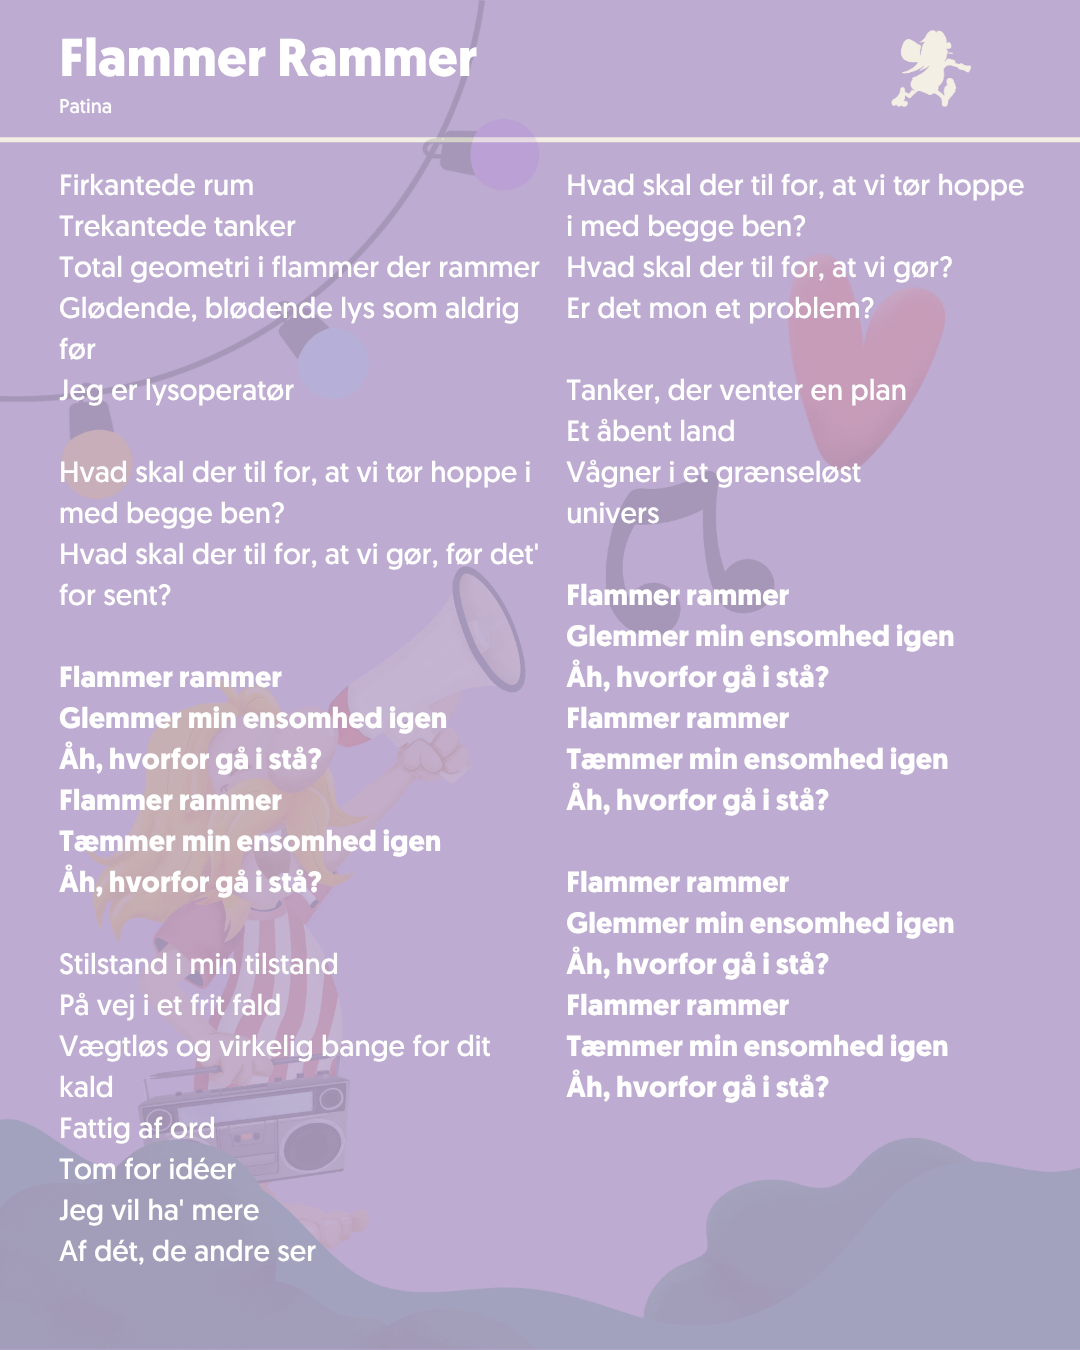 Flammer Rammer
Patina
Firkantede rum
Trekantede tanker
Total geometri i flammer der rammer
Glødende, blødende lys som aldrig
før
Jeg er lysoperatør
Hvad skal der til for, at vi tør hoppe i
med begge ben?
Hvad skal der til for, at vi gør, før det'
for sent?
Flammer rammer
Glemmer min ensomhed igen
Åh, hvorfor gå i stå?
Flammer rammer
Tæmmer min ensomhed igen
Åh, hvorfor gå i stå?
Stilstand i min tilstand
På vej i et frit fald
Vægtløs og virkelig bange for dit
kald
Fattig af ord
Tom for idéer
Jeg vil ha' mere
Af dét, de andre ser
Hvad skal der til for, at vi tør hoppe
i med begge ben?
Hvad skal der til for, at vi gør?
Er det mon et problem?
Tanker, der venter en plan
Et åbent land
Vågner i et grænseløst
univers
Flammer rammer
Glemmer min ensomhed igen
Åh, hvorfor gå i stå?
Flammer rammer
Tæmmer min ensomhed igen
Åh, hvorfor gå i stå?
Flammer rammer
Glemmer min ensomhed igen
Åh, hvorfor gå i stå?
Flammer rammer
Tæmmer min ensomhed igen
Åh, hvorfor gå i stå?